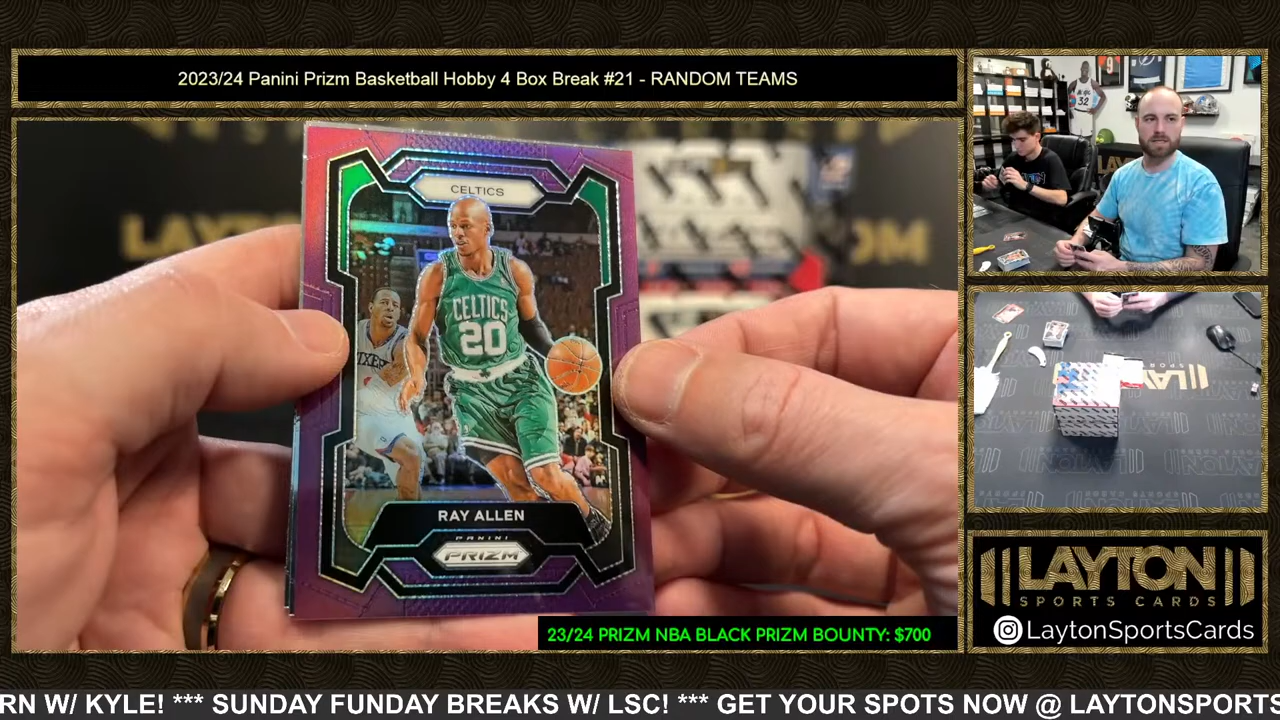 2023/24 Panini Prizm Basketball Hobby 4 Box Break #21 - RANDOM TEAMS
CELTICS
CELTICS
20
RAY ALLEN
PANINI
PRIZM
32
LAYTON
SPORTS CARDS
LaytonSportsCards
23/24 PRIZM NBA BLACK PRIZM BOUNTY: $700
RN W/ KYLE! *** SUNDAY FUNDAY BREAKS W/ LSC! *** GET YOUR SPOTS NOW @ LAYTONSPORTS